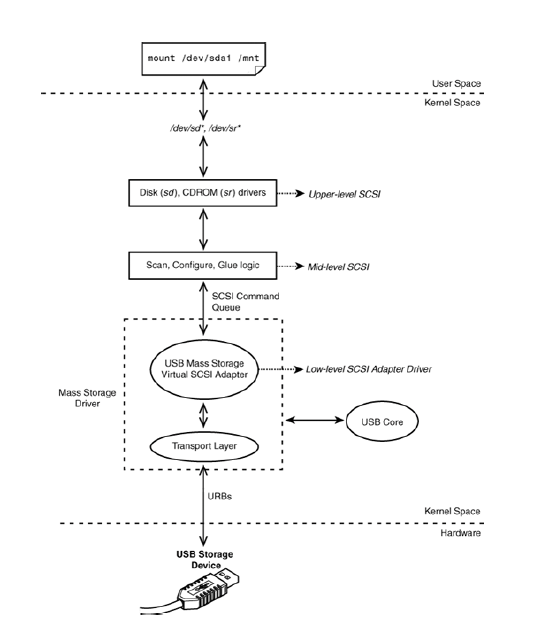 mount /dev/sda1 /mnt
User Space
Kernel Space
/dev/sd*, /dev/sr*
Disk (sd), CDROM (sr) drivers
Upper-level SCSI
Scan, Configure, Glue logic
Mid-level SCSI
SCSI Command
Queue
USB Mass Storage
Virtual SCSI Adapter
Low-level SCSI Adapter Driver
Mass Storage
Driver
USB Core
Transport Layer
URBs
Kernel Space
Hardware
USB Storage
Device